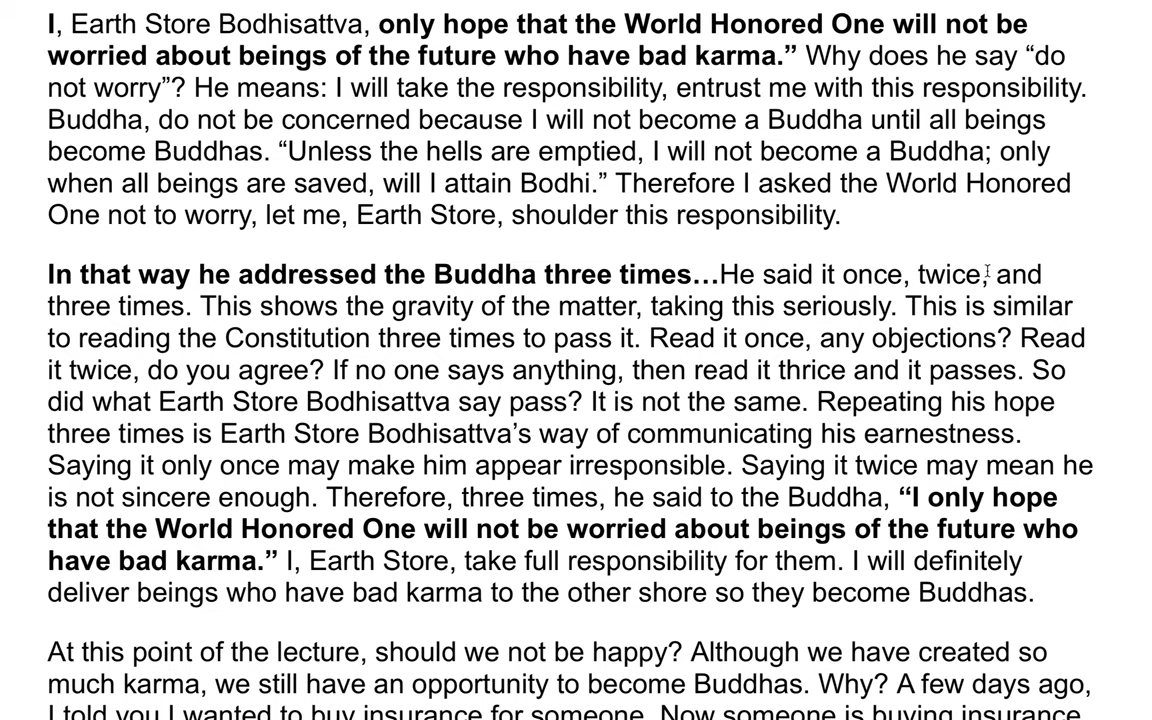 I, Earth Store Bodhisattva, only hope that the World Honored One will not be
worried about beings of the future who have bad karma.” Why does he say “do
not worry”? He means: I will take the responsibility, entrust me with this responsibility.
Buddha, do not be concerned because I will not become a Buddha until all beings
become Buddhas. “Unless the hells are emptied, I will not become a Buddha; only
when all beings are saved, will I attain Bodhi.” Therefore I asked the World Honored
One not to worry, let me, Earth Store, shoulder this responsibility.
In that way he addressed the Buddha three times…He said it once, twice, and
three times. This shows the gravity of the matter, taking this seriously. This is similar
to reading the Constitution three times to pass it. Read it once, any objections? Read
it twice, do you agree? If no one says anything, then read it thrice and it passes. So
did what Earth Store Bodhisattva say pass? It is not the same. Repeating his hope
three times is Earth Store Bodhisattva’s way of communicating his earnestness.
Saying it only once may make him appear irresponsible. Saying it twice may mean he
is not sincere enough. Therefore, three times, he said to the Buddha, “I only hope
that the World Honored One will not be worried about beings of the future who
have bad karma.” I, Earth Store, take full responsibility for them. I will definitely
deliver beings who have bad karma to the other shore so they become Buddhas.
At this point of the lecture, should we not be happy? Although we have created so
much karma, we still have an opportunity to become Buddhas. Why? A few days ago,
I told you I wanted to buy insurance for someone. Now someone is buying insurance